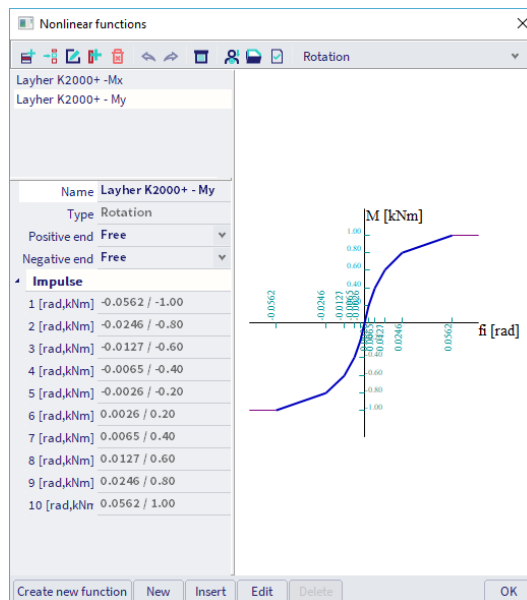 Nonlinear functions
Rotation
Layher K2000+ -Mx
Layher K2000+ - My
Name Layher K2000+ - My
Type Rotation
Positive end Free
Negative end Free
Impulse
1 [rad,kNm] -0.0562 / -1.00
2 [rad,kNm] -0.0246 / -0.80
3 [rad,kNm] -0.0127 / -0.60
4 [rad,kNm] -0.0065 / -0.40
5 [rad,kNm] -0.0026 / -0.20
6 [rad,kNm] 0.0026 / 0.20
7 [rad,kNm] 0.0065 / 0.40
8 [rad,kNm] 0.0127 / 0.60
9 [rad,kNm] 0.0246 / 0.80
10 [rad,kNm 0.0562 / 1.00
M [kNm]
1.00
0.80
0.60
0.40
-0.0562
-0.0246
-0.0127
-0.0065
fi [rad]
0.0065
0.0127
0.0246
0.0562
-0.40
-0.60
-0.80
-1.00
Create new function New Insert Edit Delete OK